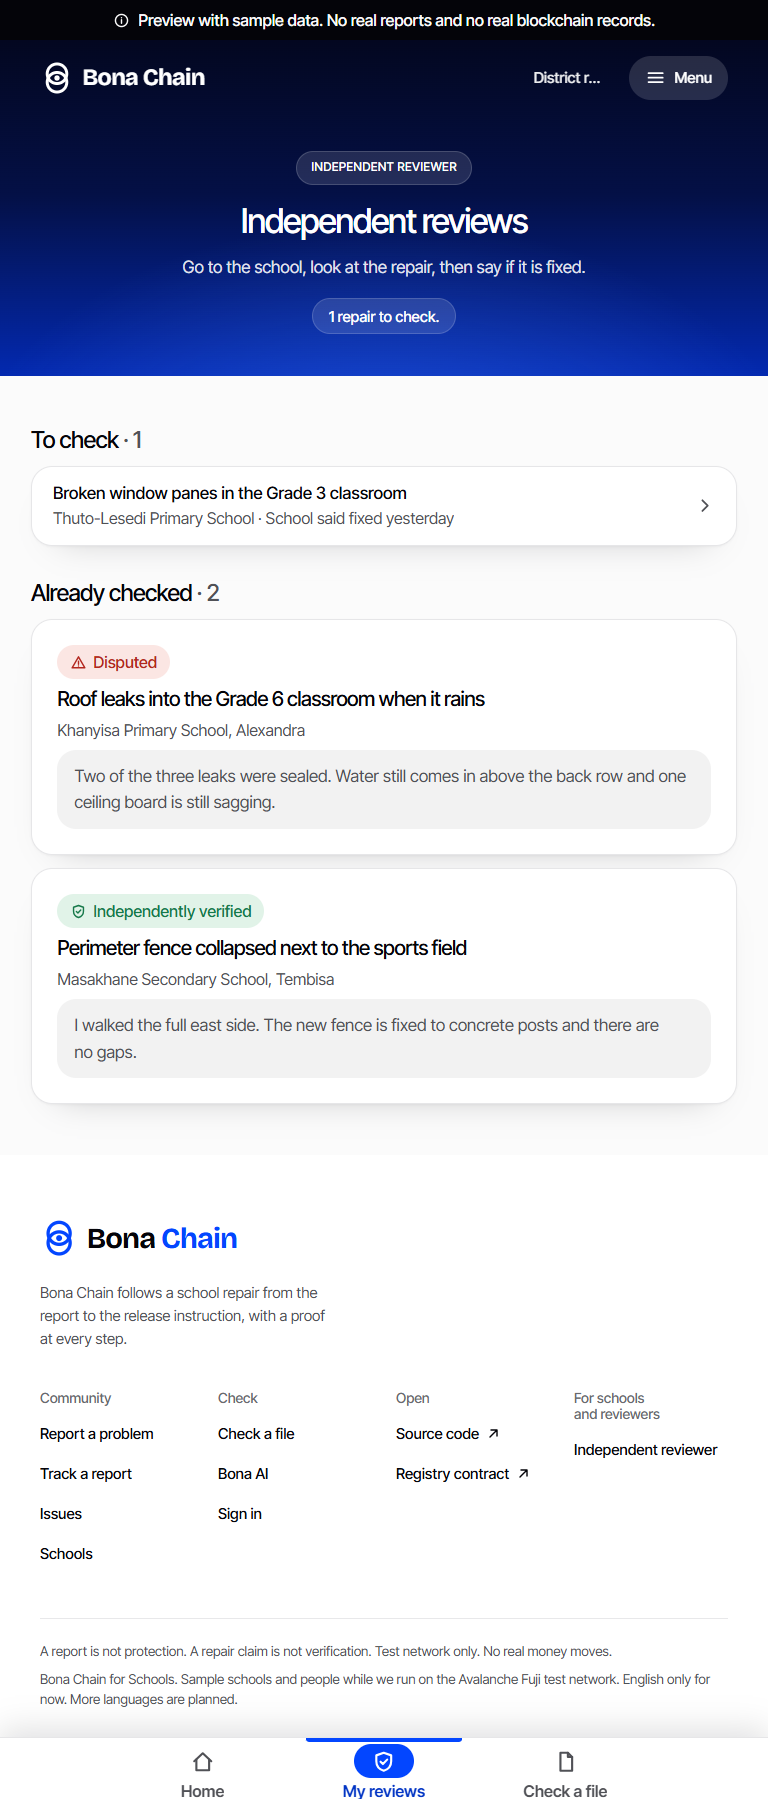 Preview with sample data. No real reports and no real blockchain records.
Bona Chain
District r...
Menu
INDEPENDENT REVIEWER
Independent reviews
Go to the school, look at the repair, then say if it is fixed.
1 repair to check.
To check · 1
Broken window panes in the Grade 3 classroom
Thuto-Lesedi Primary School · School said fixed yesterday
Already checked · 2
Disputed
Roof leaks into the Grade 6 classroom when it rains
Khanyisa Primary School, Alexandra
Two of the three leaks were sealed. Water still comes in above the back row and one
ceiling board is still sagging.
Independently verified
Perimeter fence collapsed next to the sports field
Masakhane Secondary School, Tembisa
I walked the full east side. The new fence is fixed to concrete posts and there are
no gaps.
Bona Chain
Bona Chain follows a school repair from the
report to the release instruction, with a proof
at every step.
Community
Report a problem
Track a report
Issues
Schools
Check
Check a file
Bona AI
Sign in
Open
Source code
Registry contract
For schools
and reviewers
Independent reviewer
A report is not protection. A repair claim is not verification. Test network only. No real money moves.
Bona Chain for Schools. Sample schools and people while we run on the Avalanche Fuji test network. English only for
now. More languages are planned.
Home
My reviews
Check a file